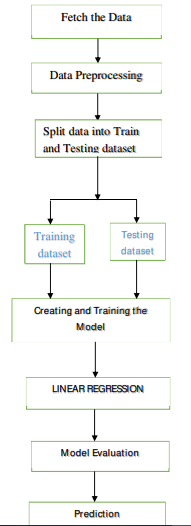 Fetch the Data
Data Preprocessing
Split data into Train
and Testing dataset
Training
dataset
Testing
dataset
Creating and Training the
Model
LINEAR REGRESSION
Model Evaluation
Prediction